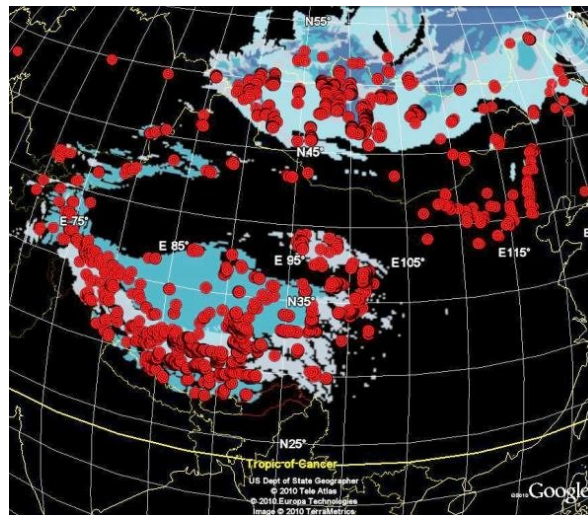 N55°
N45°
E 75°
E 85°
E 95°
E105°
E115°
E
N35°
N25°
Tropic of Cancer
US Dept of State Geographer
© 2010 Tele Atlas
© 2010 Europa Technologies
Image © 2010 TerraMetrics
©2010 Google